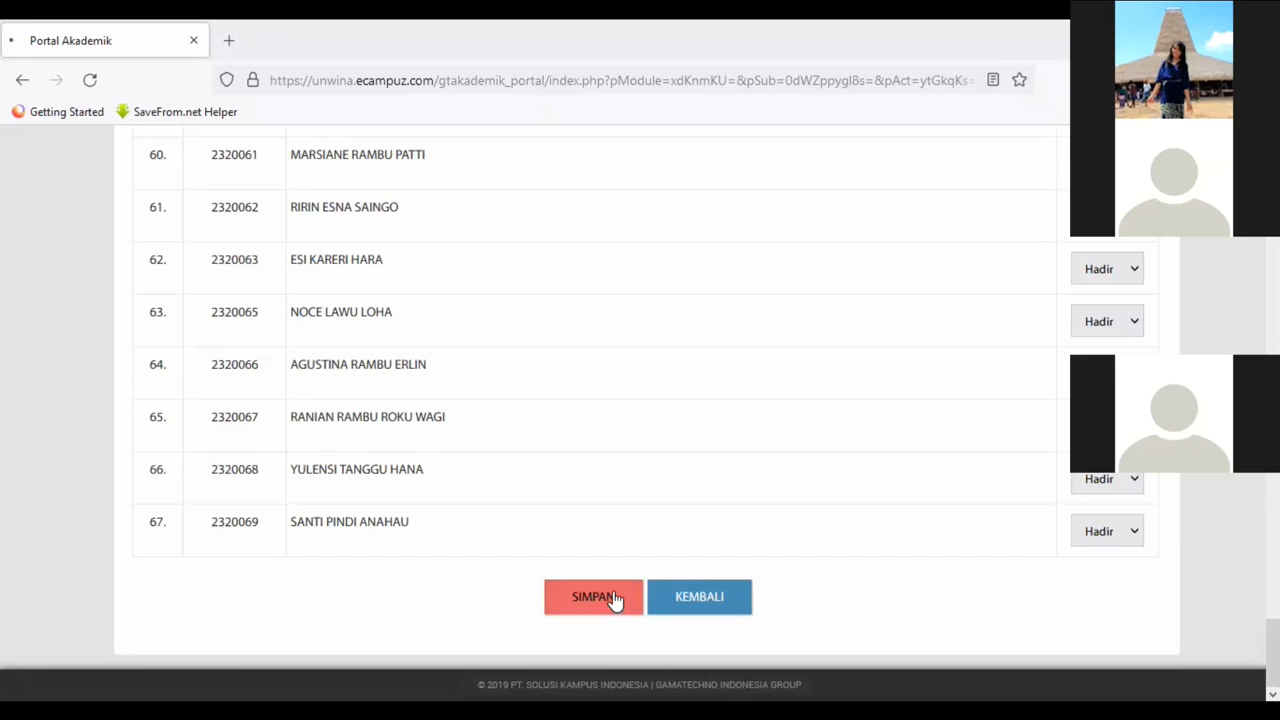 Portal Akademik
https://unwina.ecampuz.com/gtakademik_portal/index.php?pModule=xdKnmKU=&pSub=0dWZppygl8s=&pAct=ytGkqKs=
Getting Started SaveFrom.net Helper
60. 2320061 MARSIANE RAMBU PATTI
61. 2320062 RIRIN ESNA SAINGO
62. 2320063 ESI KARERI HARA Hadir
63. 2320065 NOCE LAWU LOHA Hadir
64. 2320066 AGUSTINA RAMBU ERLIN
65. 2320067 RANIAN RAMBU ROKU WAGI
66. 2320068 YULENSI TANGGU HANA Hadir
67. 2320069 SANTI PINDI ANAHAU Hadir
SIMPAN KEMBALI
© 2019 PT. SOLUSI KAMPUS INDONESIA | GAMATECHNO INDONESIA GROUP